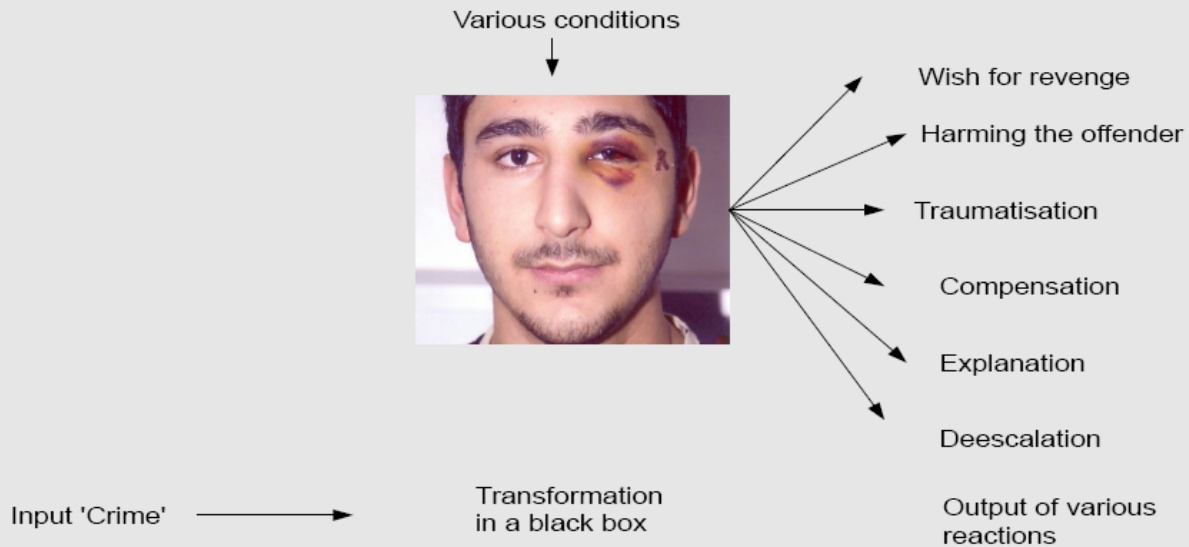 Various conditions
Wish for revenge
Harming the offender
Traumatisation
Compensation
Explanation
Deescalation
Input 'Crime'
Transformation
in a black box
Output of various
reactions